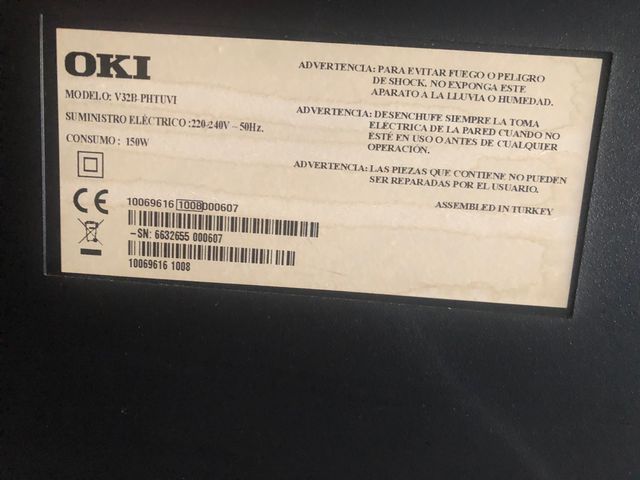 OKI
MODELO: V32B-PHTUVI
SUMINISTRO ELÉCTRICO :220-240V ~ 50Hz.
CONSUMO: 150W
CE
10069616 1008000607
-SN: 6632655 000607
10069616 1008
ADVERTENCIA: PARA EVITAR FUEGO O PELIGRO
DE SHOCK. NO EXPONGA ESTE
APARATO A LA LLUVIA O HUMEDAD.
ADVERTENCIA: DESENCHUFE SIEMPRE LA TOMA
ELECTRICA DE LA PARED CUANDO NO
ESTÉ EN USO O ANTES DE CUALQUIER
OPERACIÓN.
ADVERTENCIA: LAS PIEZAS QUE CONTIENE NO PUEDEN
SER REPARADAS POR EL USUARIO.
ASSEMBLED IN TURKEY